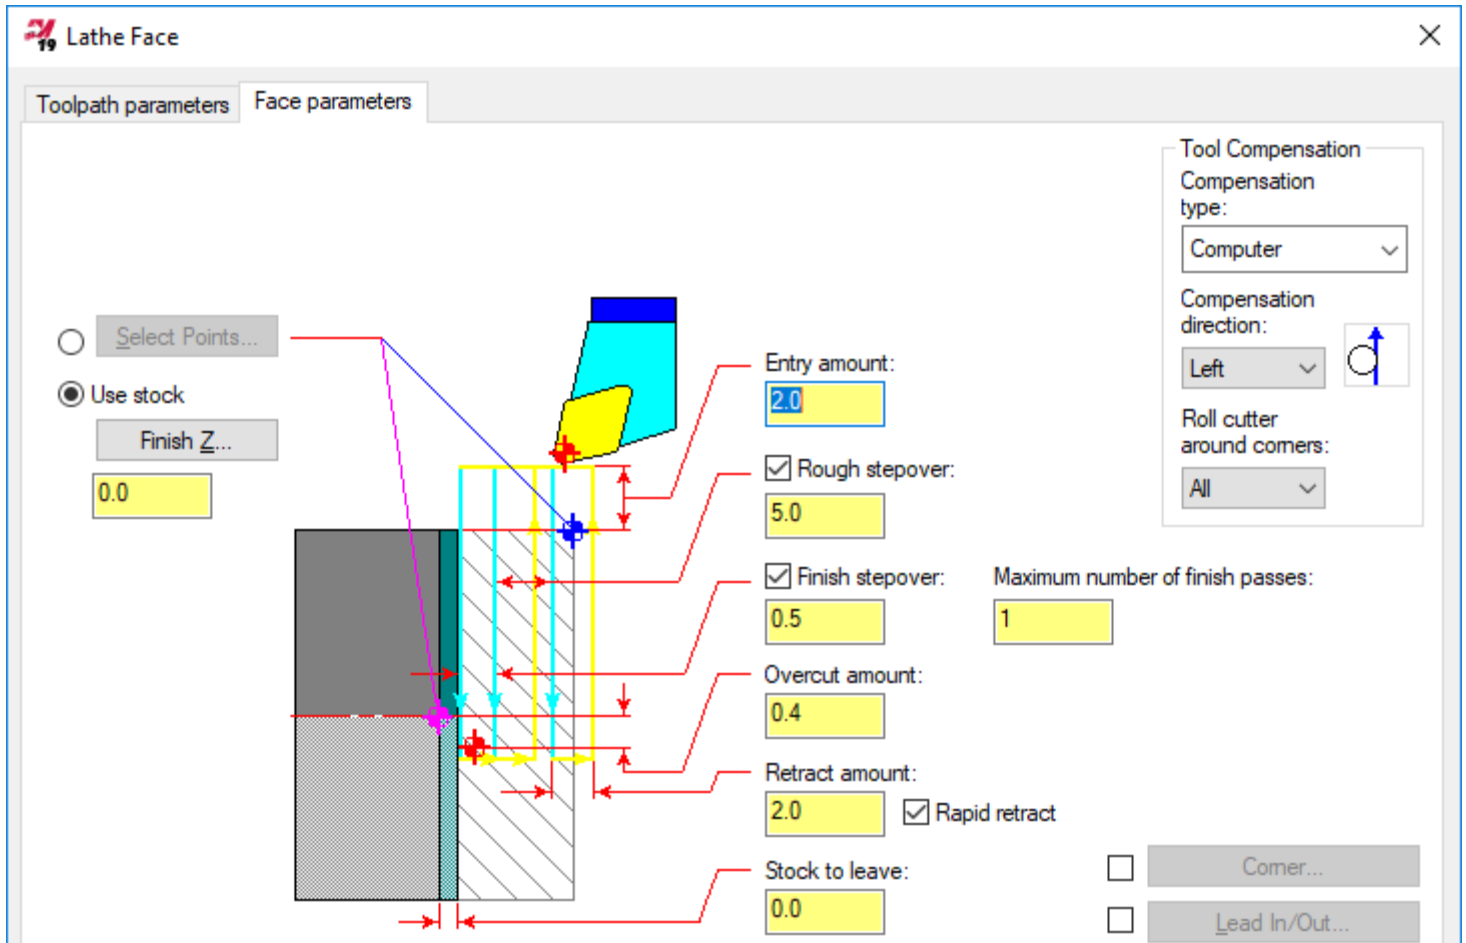 19 Lathe Face
Toolpath parameters
Face parameters
Tool Compensation
Compensation
type:
Computer
Compensation
direction:
Left
Roll cutter
around corners:
All
Select Points...
Use stock
Finish Z...
0.0
Entry amount:
2.0
Rough stepover:
5.0
Finish stepover:
0.5
Maximum number of finish passes:
1
Overcut amount:
0.4
Retract amount:
2.0
Rapid retract
Stock to leave:
0.0
Corner...
Lead In/Out...